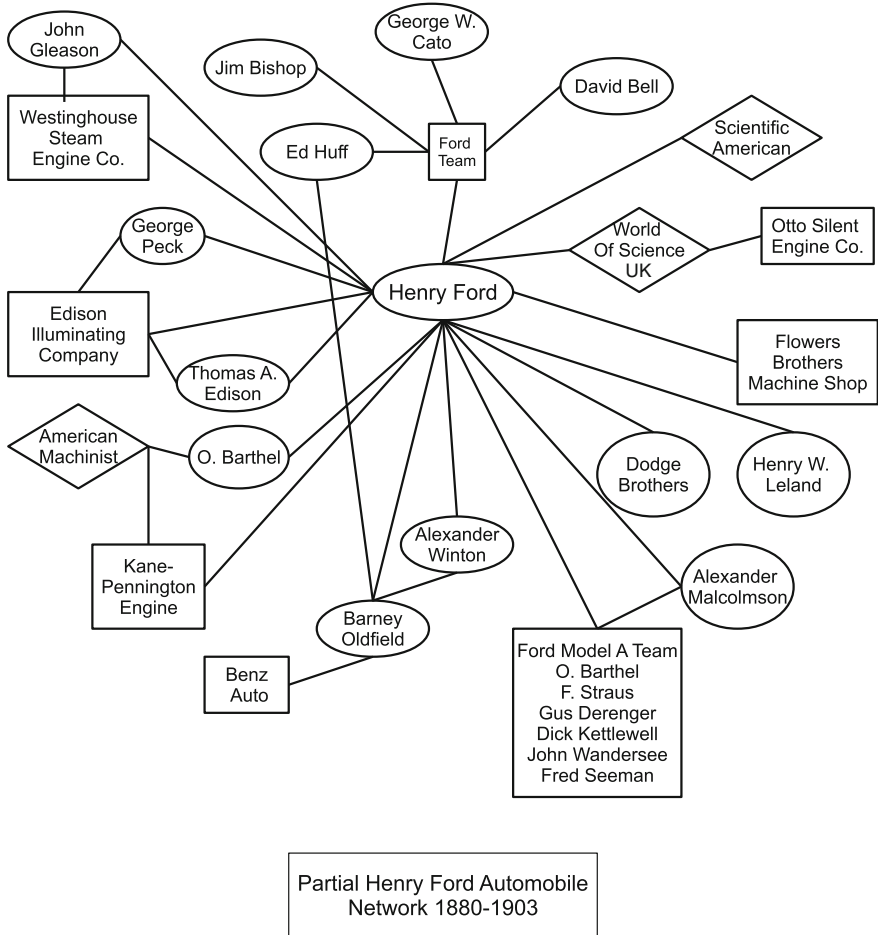 John
Gleason
George W.
Cato
Jim Bishop
David Bell
Westinghouse
Steam
Engine Co.
Ed Huff
Ford
Team
Scientific
American
George
Peck
World
Of Science
UK
Otto Silent
Engine Co.
Henry Ford
Edison
Illuminating
Company
Thomas A.
Edison
Flowers
Brothers
Machine Shop
American
Machinist
O. Barthel
Dodge
Brothers
Henry W.
Leland
Kane-
Pennington
Engine
Alexander
Winton
Alexander
Malcolmson
Barney
Oldfield
Benz
Auto
Ford Model A Team
O. Barthel
F. Straus
Gus Derenger
Dick Kettlewell
John Wandersee
Fred Seeman
Partial Henry Ford Automobile
Network 1880-1903